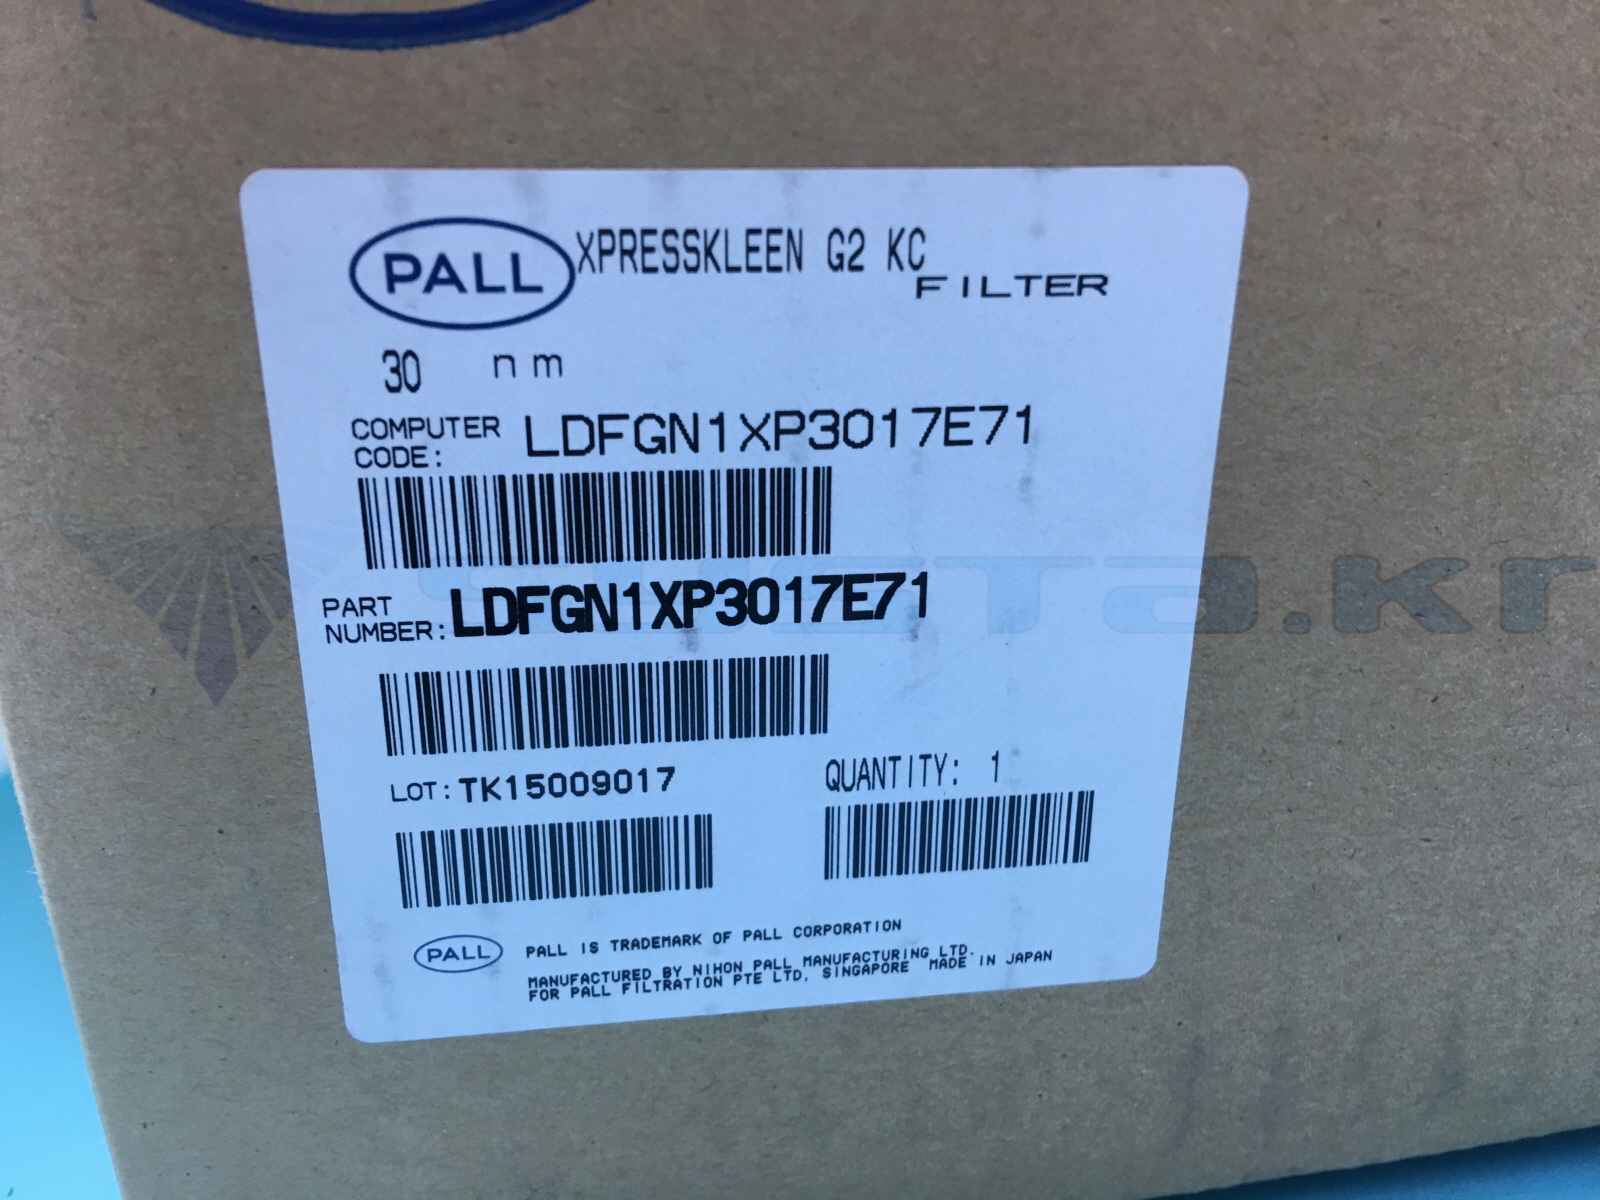 PALL XPRESSKLEEN G2 KC
FILTER
30 nm
COMPUTER CODE: LDFGN1XP3017E71
PART NUMBER: LDFGN1XP3017E71
LOT: TK15009017
QUANTITY: 1
PALL
PALL IS TRADEMARK OF PALL CORPORATION
MANUFACTURED BY NIHON PALL MANUFACTURING LTD.
FOR PALL FILTRATION PTE LTD, SINGAPORE MADE IN JAPAN